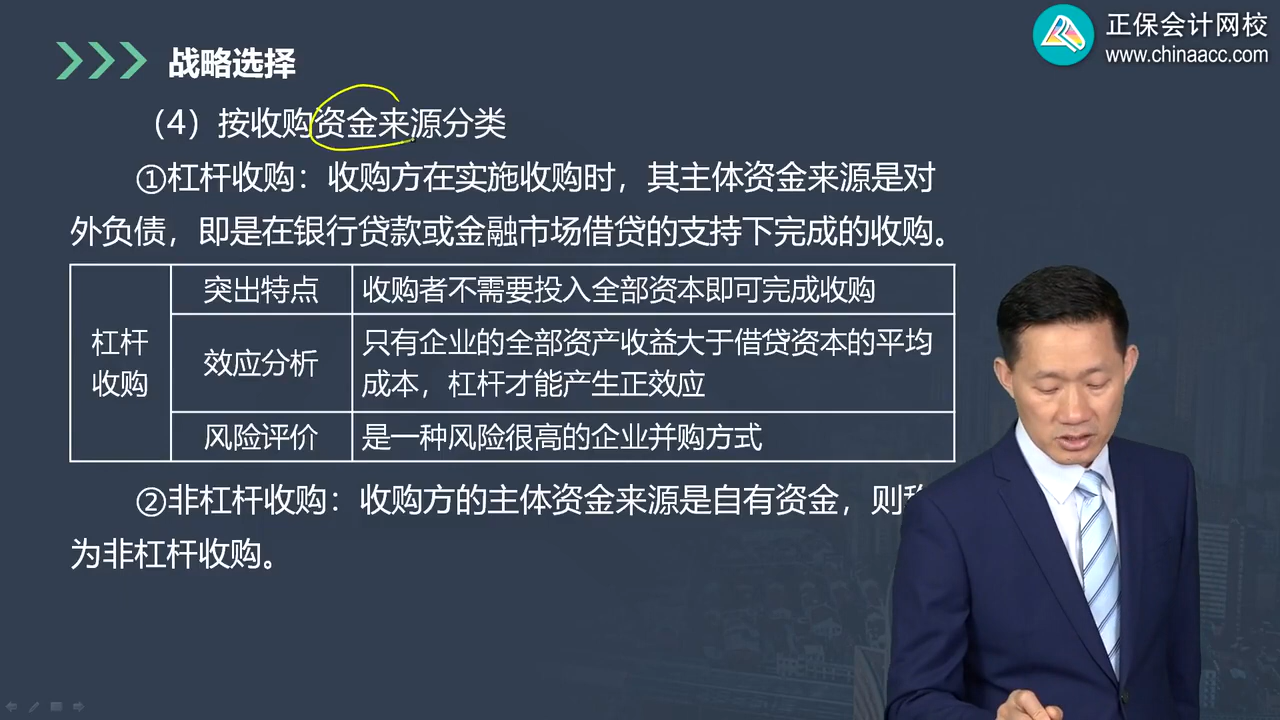 正保会计网校
www.chinaacc.com
战略选择
（4）按收购资金来源分类
①杠杆收购：收购方在实施收购时，其主体资金来源是对
外负债，即是在银行贷款或金融市场借贷的支持下完成的收购。
杠杆
收购
突出特点
收购者不需要投入全部资本即可完成收购
效应分析
只有企业的全部资产收益大于借贷资本的平均
成本，杠杆才能产生正效应
风险评价
是一种风险很高的企业并购方式
②非杠杆收购：收购方的主体资金来源是自有资金，则
为非杠杆收购。